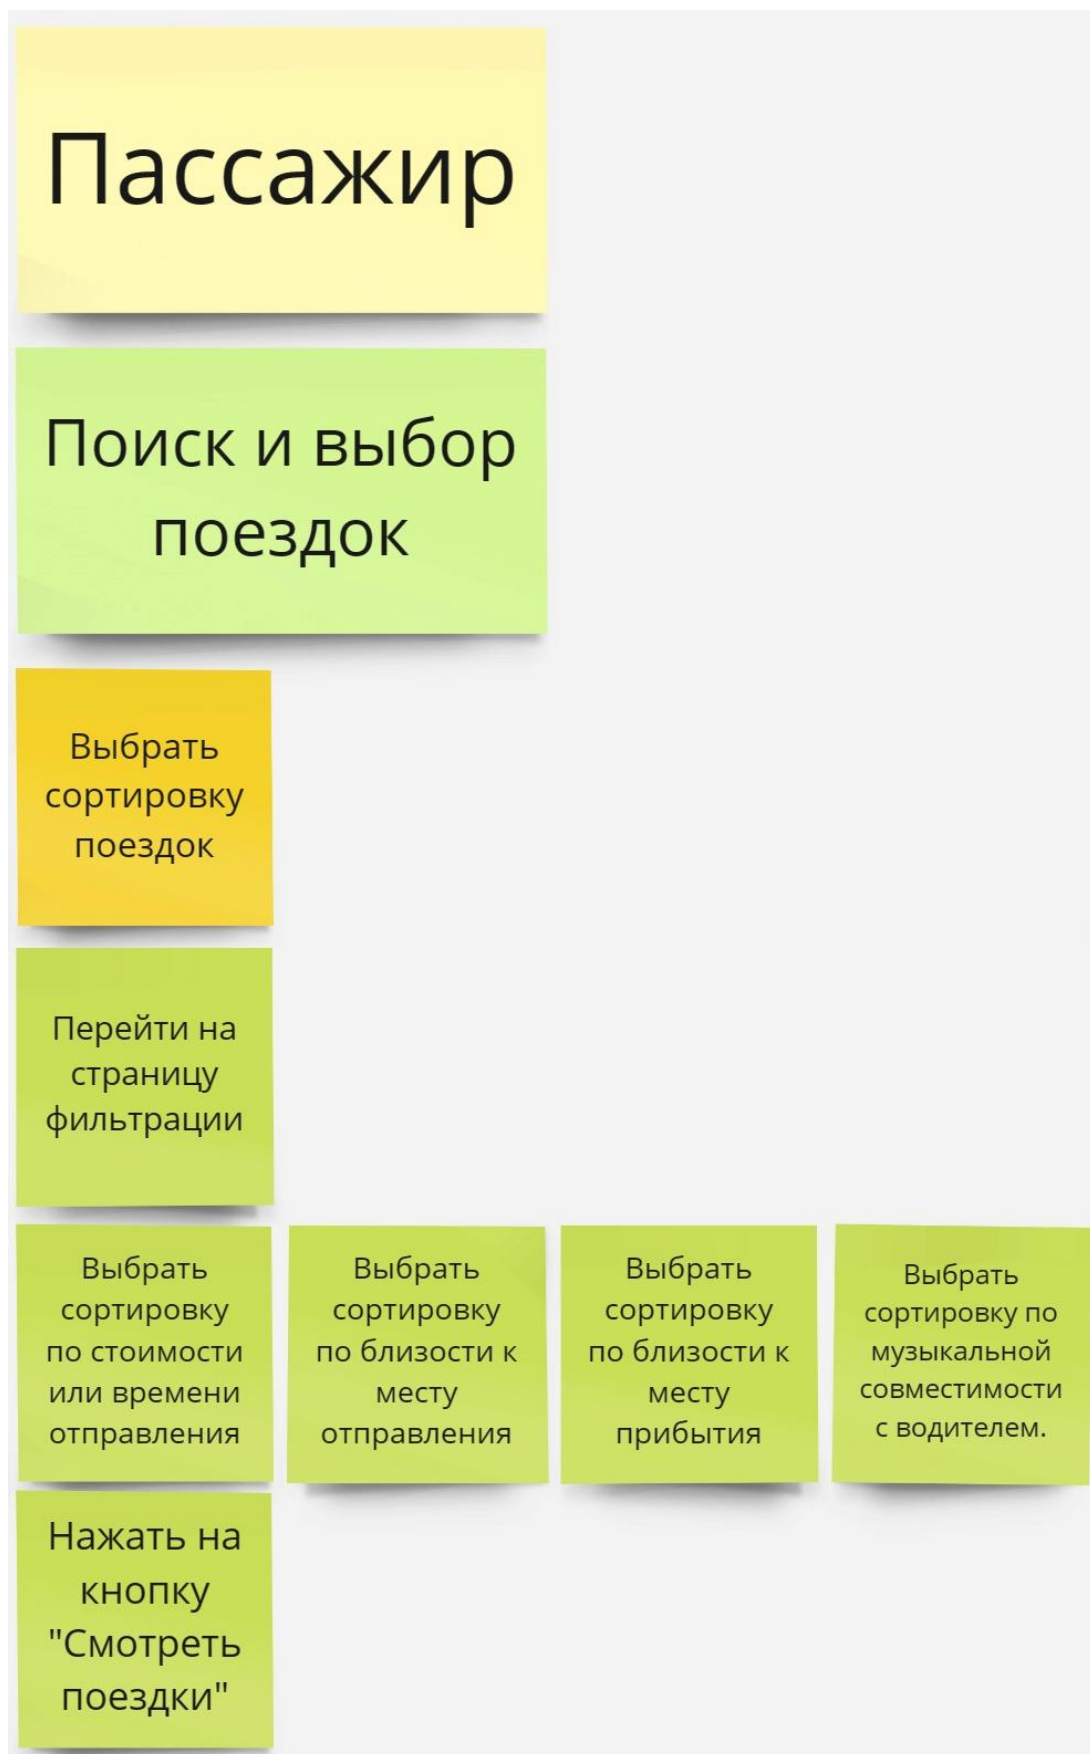 Пассажир
Поиск и выбор
поездок
Выбрать
сортировку
поездок
Перейти на
страницу
фильтрации
Выбрать
сортировку
по стоимости
или времени
отправления
Выбрать
сортировку
по близости к
месту
отправления
Выбрать
сортировку
по близости к
месту
прибытия
Выбрать
сортировку по
музыкальной
совместимости
с водителем.
Нажать на
кнопку
"Смотреть
поездки"